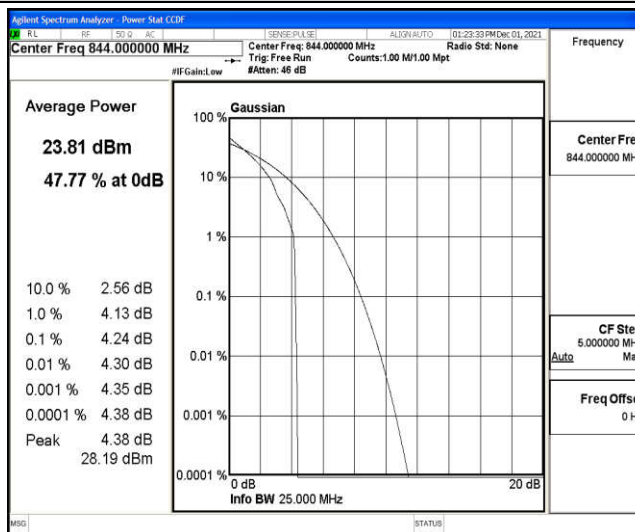 Agilent Spectrum Analyzer - Power Stat CCDF
RL RF 50 Ω AC SENSE:PULSE ALIGN AUTO 01:23:33 PM Dec 01, 2021
Center Freq 844.000000 MHz
Center Freq: 844.000000 MHz Radio Std: None
Trig: Free Run Counts:1.00 M/1.00 Mpt
#IFGain:Low #Atten: 46 dB
Frequency
Average Power
23.81 dBm
47.77 % at 0dB
10.0 % 2.56 dB
1.0 % 4.13 dB
0.1 % 4.24 dB
0.01 % 4.30 dB
0.001 % 4.35 dB
0.0001 % 4.38 dB
Peak 4.38 dB
28.19 dBm
Gaussian
100 %
10 %
1 %
0.1 %
0.01 %
0.001 %
0.0001 %
0 dB 20 dB
Info BW 25.000 MHz
Center Fre
844.000000 MH
CF Ste
5.000000 MH
Auto Ma
Freq Offs
0 H
MSG STATUS